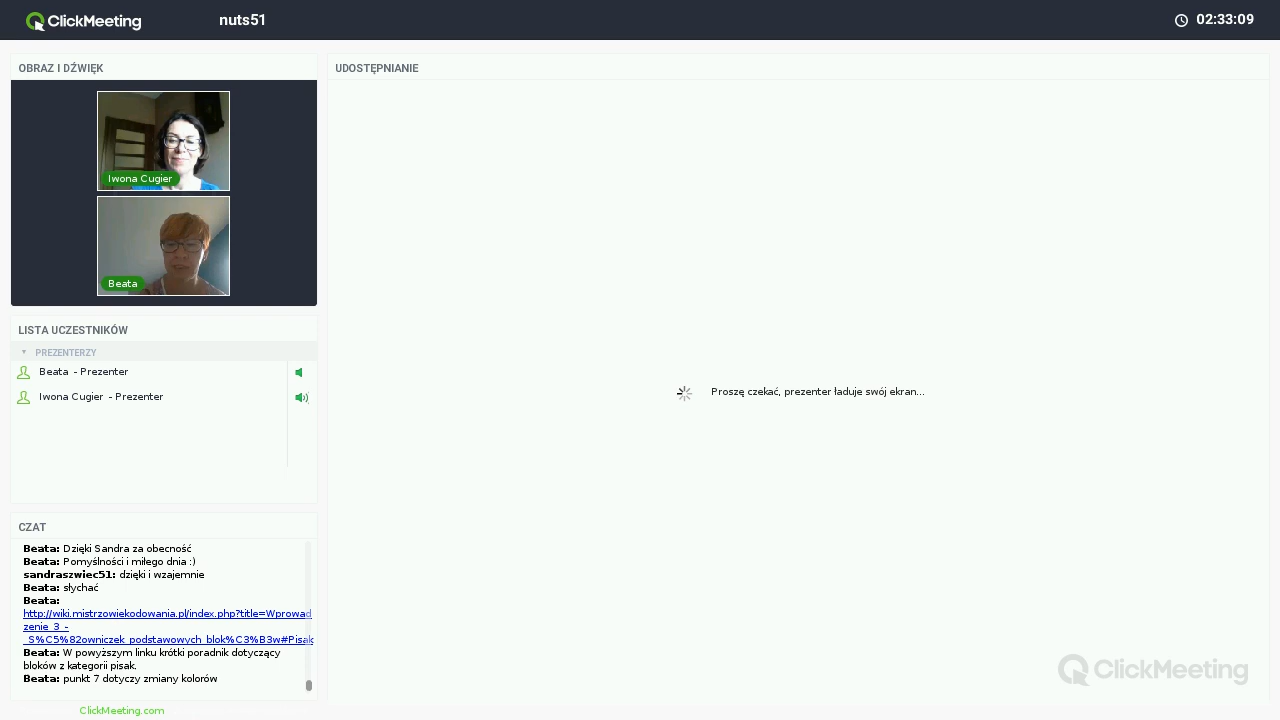 ClickMeeting
nuts51
02:33:09
OBRAZ I DŹWIĘK
Iwona Cugier
Beata
LISTA UCZESTNIKÓW
PREZENTERZY
Beata - Prezenter
Iwona Cugier - Prezenter
CZAT
Beata: Dzięki Sandra za obecność
Beata: Pomyślności i miłego dnia :)
sandraszwiec51: dzięki i wzajemnie
Beata: słychać
Beata:
http://wiki.mistrzowiekodowania.pl/index.php?title=Wprowad
zenie_3_-
_S%C5%82owniczek_podstawowych_blok%C3%B3w#Pisak
Beata: W powyższym linku krótki poradnik dotyczący
bloków z kategorii pisak.
Beata: punkt 7 dotyczy zmiany kolorów
ClickMeeting.com
UDOSTĘPNIANIE
Proszę czekać, prezenter ładuje swój ekran...
ClickMeeting